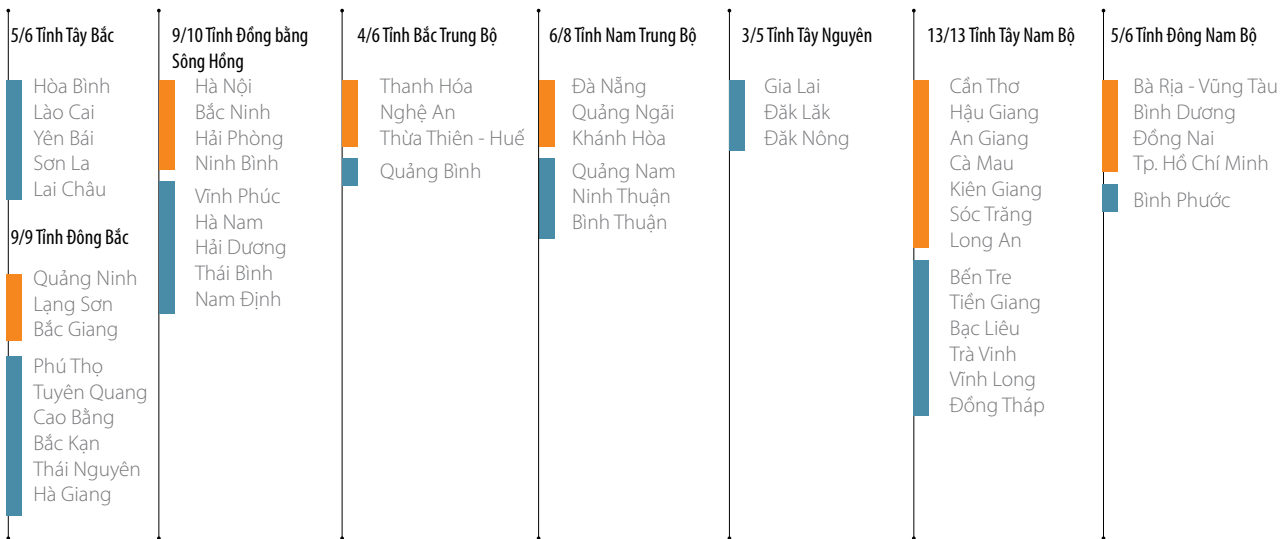 5/6 Tỉnh Tây Bắc
Hòa Bình
Lào Cai
Yên Bái
Sơn La
Lai Châu
9/9 Tỉnh Đông Bắc
Quảng Ninh
Lạng Sơn
Bắc Giang
Phú Thọ
Tuyên Quang
Cao Bằng
Bắc Kạn
Thái Nguyên
Hà Giang
9/10 Tỉnh Đồng bằng
Sông Hồng
Hà Nội
Bắc Ninh
Hải Phòng
Ninh Bình
Vĩnh Phúc
Hà Nam
Hải Dương
Thái Bình
Nam Định
4/6 Tỉnh Bắc Trung Bộ
Thanh Hóa
Nghệ An
Thừa Thiên - Huế
Quảng Bình
6/8 Tỉnh Nam Trung Bộ
Đà Nẵng
Quảng Ngãi
Khánh Hòa
Quảng Nam
Ninh Thuận
Bình Thuận
3/5 Tỉnh Tây Nguyên
Gia Lai
Đăk Lăk
Đăk Nông
13/13 Tỉnh Tây Nam Bộ
Cần Thơ
Hậu Giang
An Giang
Cà Mau
Kiên Giang
Sóc Trăng
Long An
Bến Tre
Tiền Giang
Bạc Liêu
Trà Vinh
Vĩnh Long
Đồng Tháp
5/6 Tỉnh Đông Nam Bộ
Bà Rịa - Vũng Tàu
Bình Dương
Đồng Nai
Tp. Hồ Chí Minh
Bình Phước